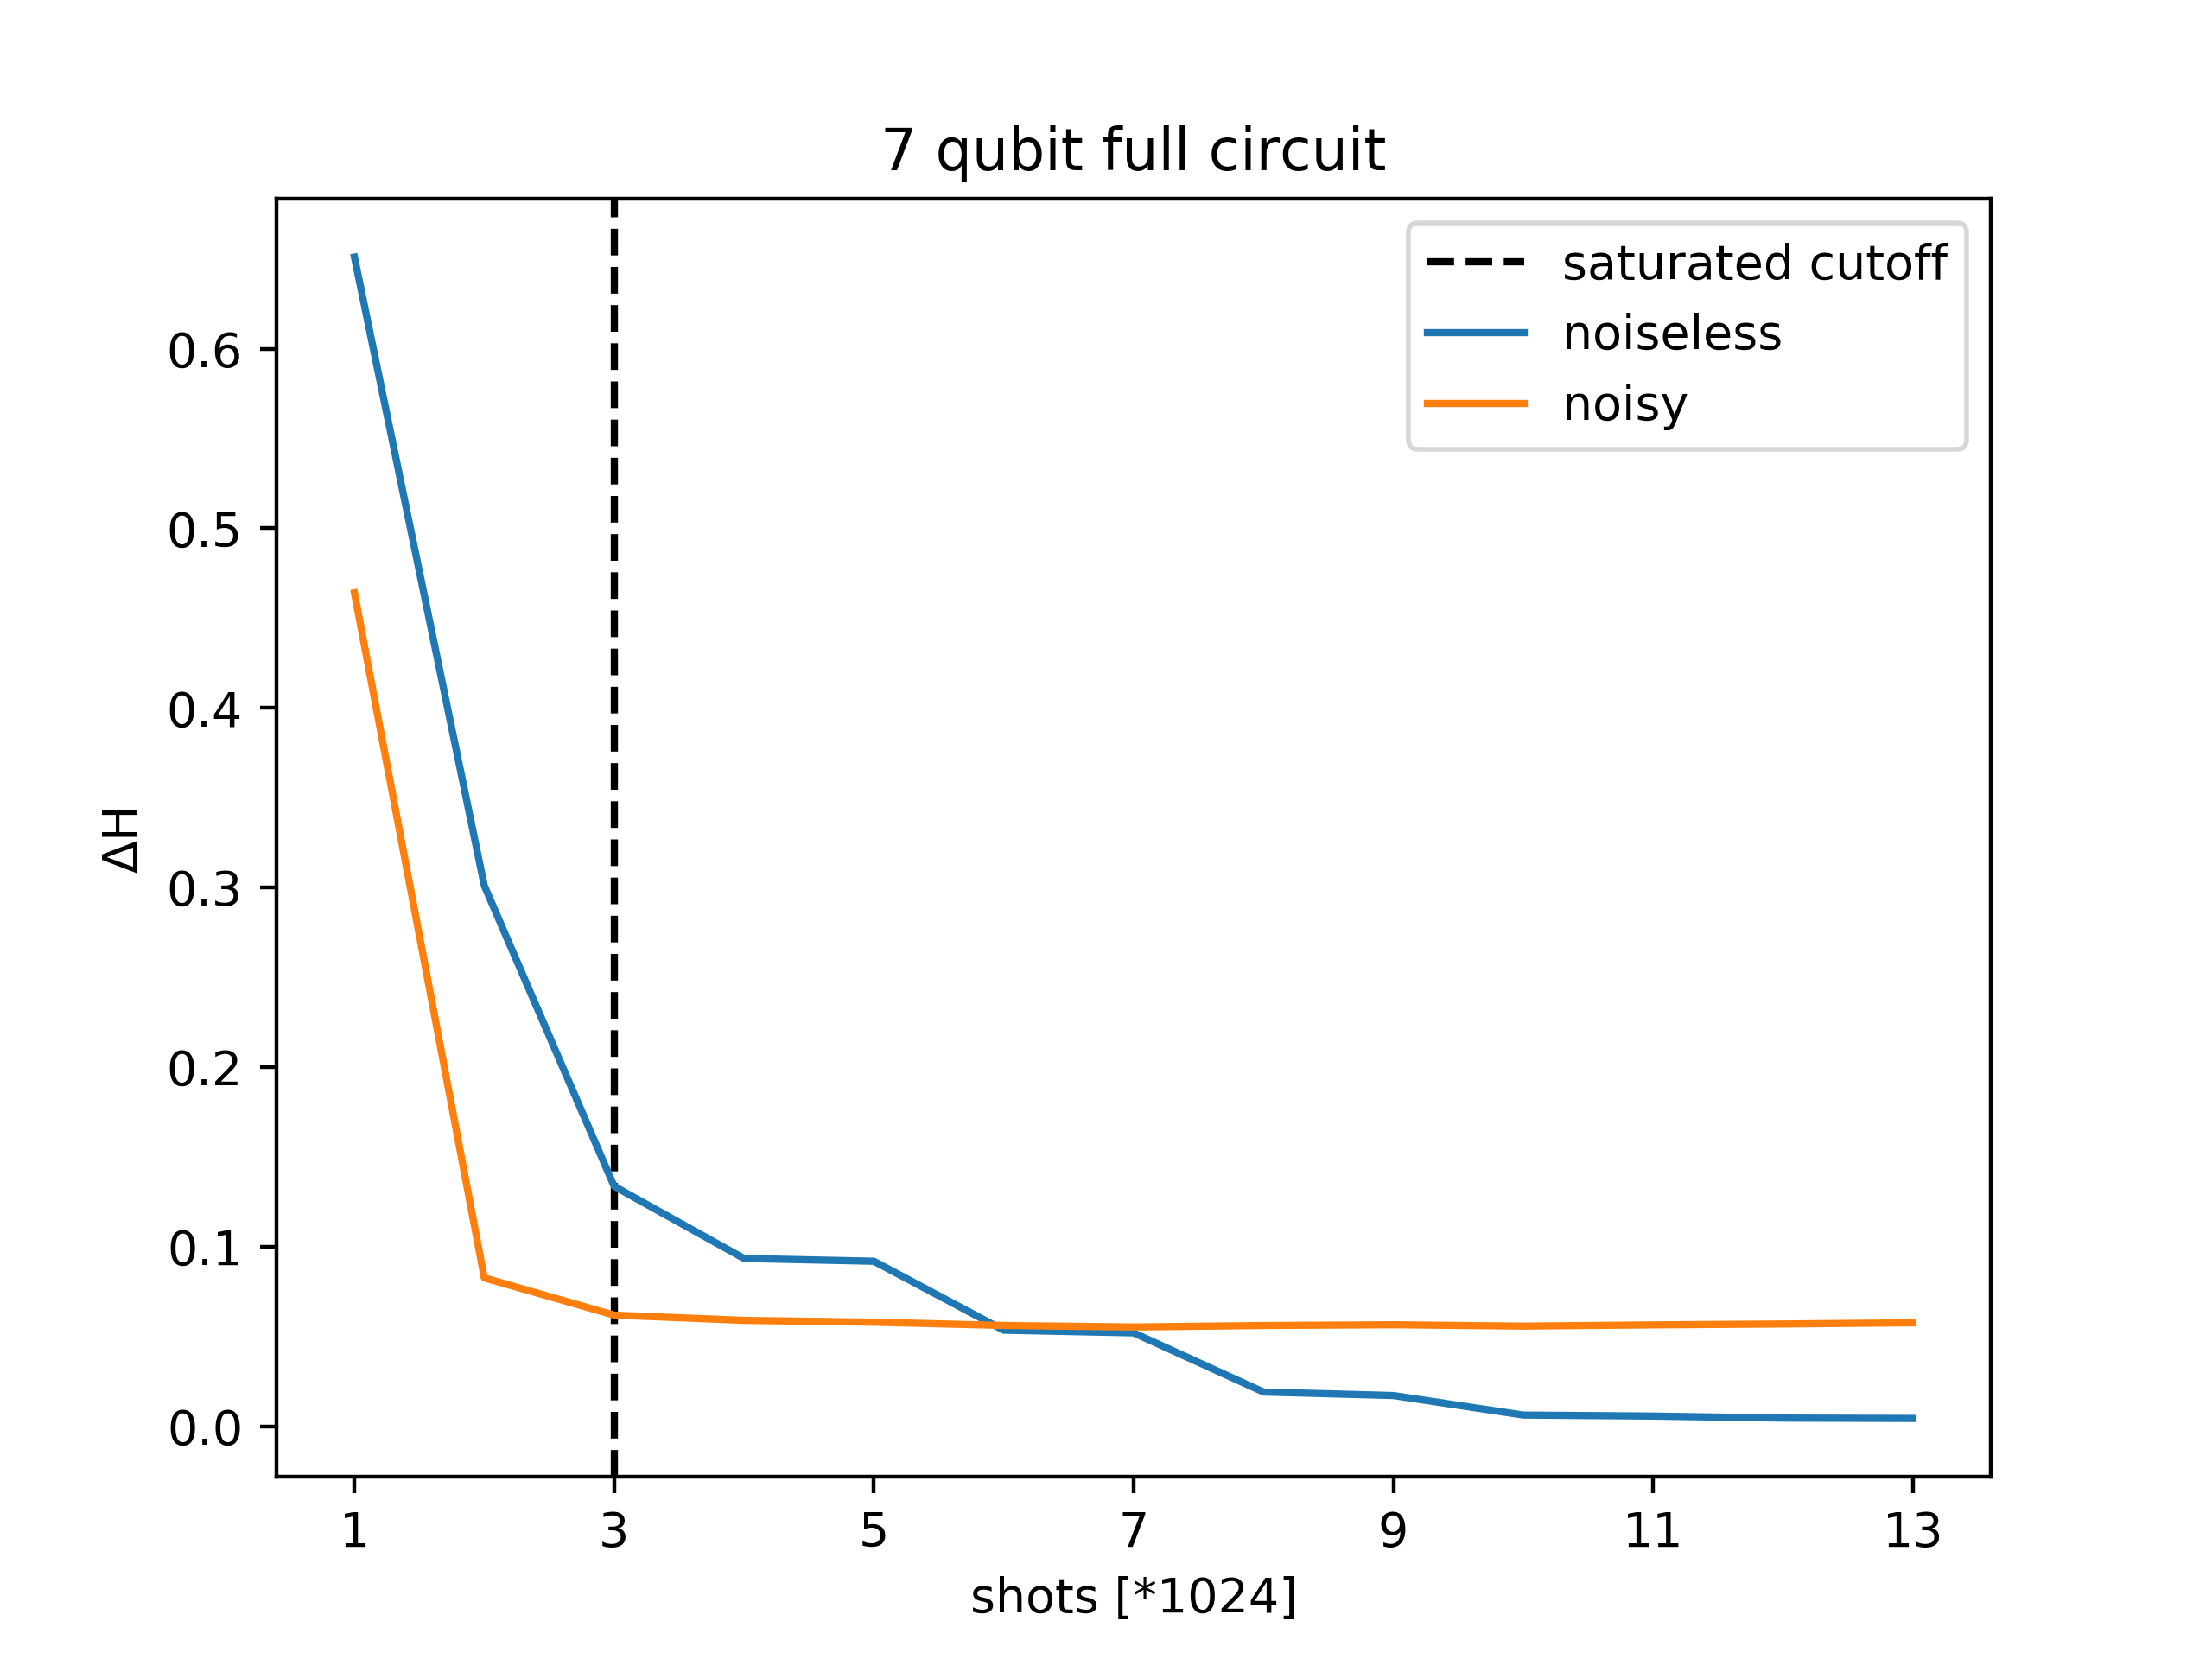 7 qubit full circuit
saturated cutoff
noiseless
noisy
0.6
0.5
0.4
0.3
0.2
0.1
0.0
ΔH
1 3 5 7 9 11 13
shots [*1024]